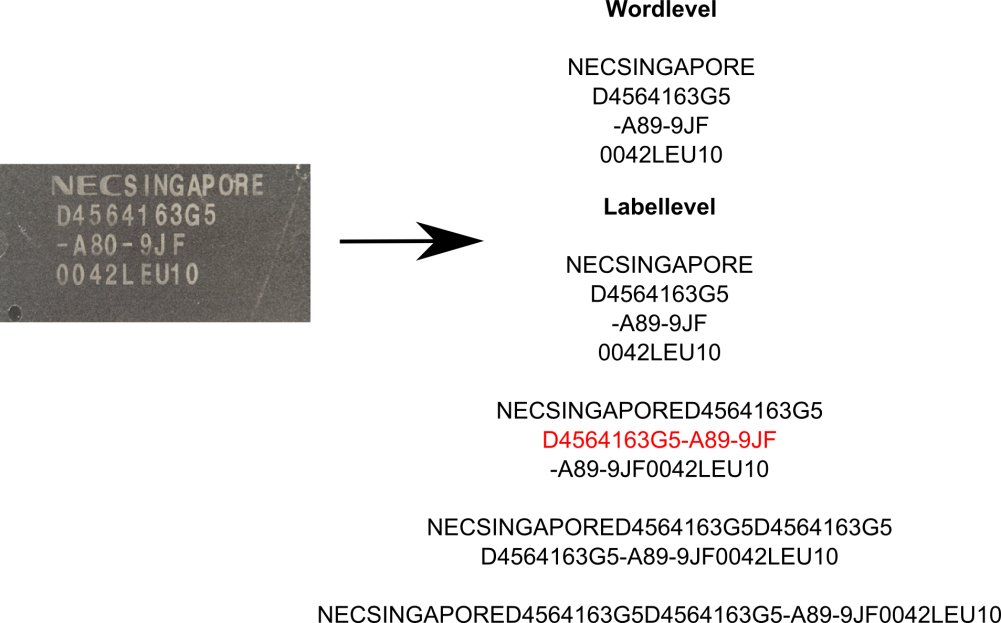 Wordlevel
NECSINGAPORE
D4564163G5
-A89-9JF
0042LEU10
NECSINGAPORE
D4564163G5
-A80-9JF
0042LEU10
Labellevel
NECSINGAPORE
D4564163G5
-A89-9JF
0042LEU10
NECSINGAPORED4564163G5
D4564163G5-A89-9JF
-A89-9JF0042LEU10
NECSINGAPORED4564163G5D4564163G5
D4564163G5-A89-9JF0042LEU10
NECSINGAPORED4564163G5D4564163G5-A89-9JF0042LEU10